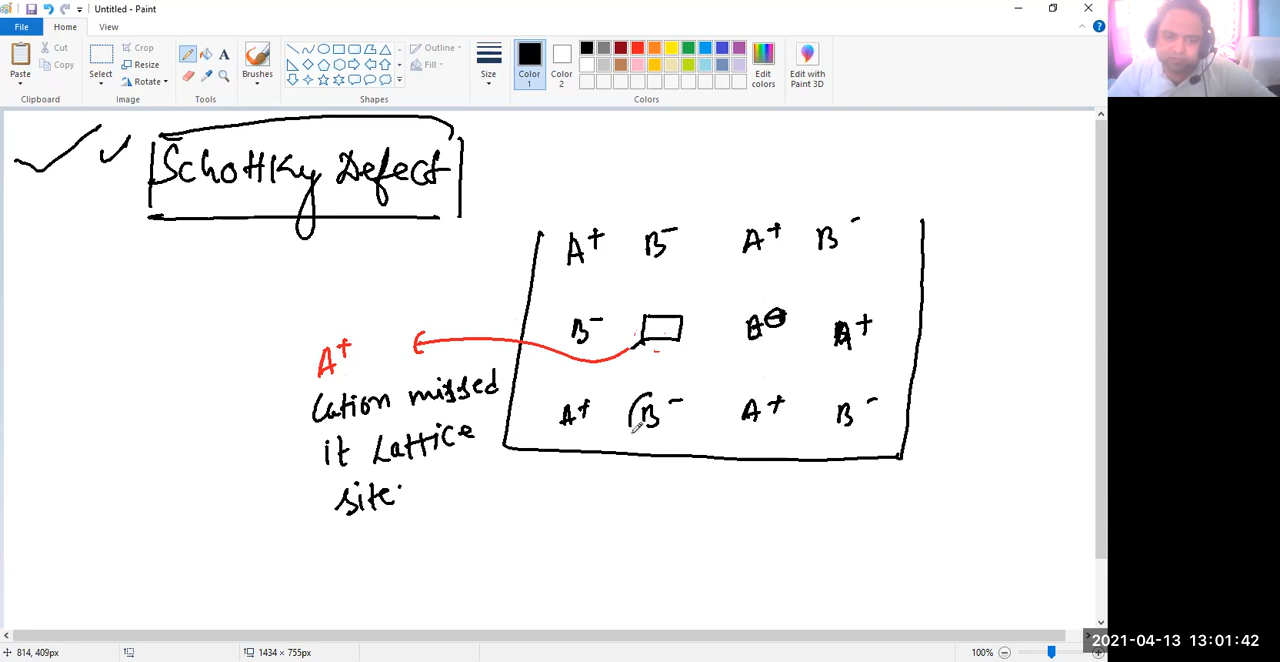 Untitled - Paint
File Home View
Paste Cut Copy
Clipboard
Select Crop Resize Rotate
Image
Tools
Brushes
Shapes
Outline
Fill
Size
Color 1
Color 2
Colors
Edit colors
Edit with Paint 3D
Schottky Defect
A+ B- A+ B-
B- A+
A+ B- A+ B-
A+
Cation missed
it Lattice
site.
814, 409px
1434 × 755px
100%
2021-04-13 13:01:42